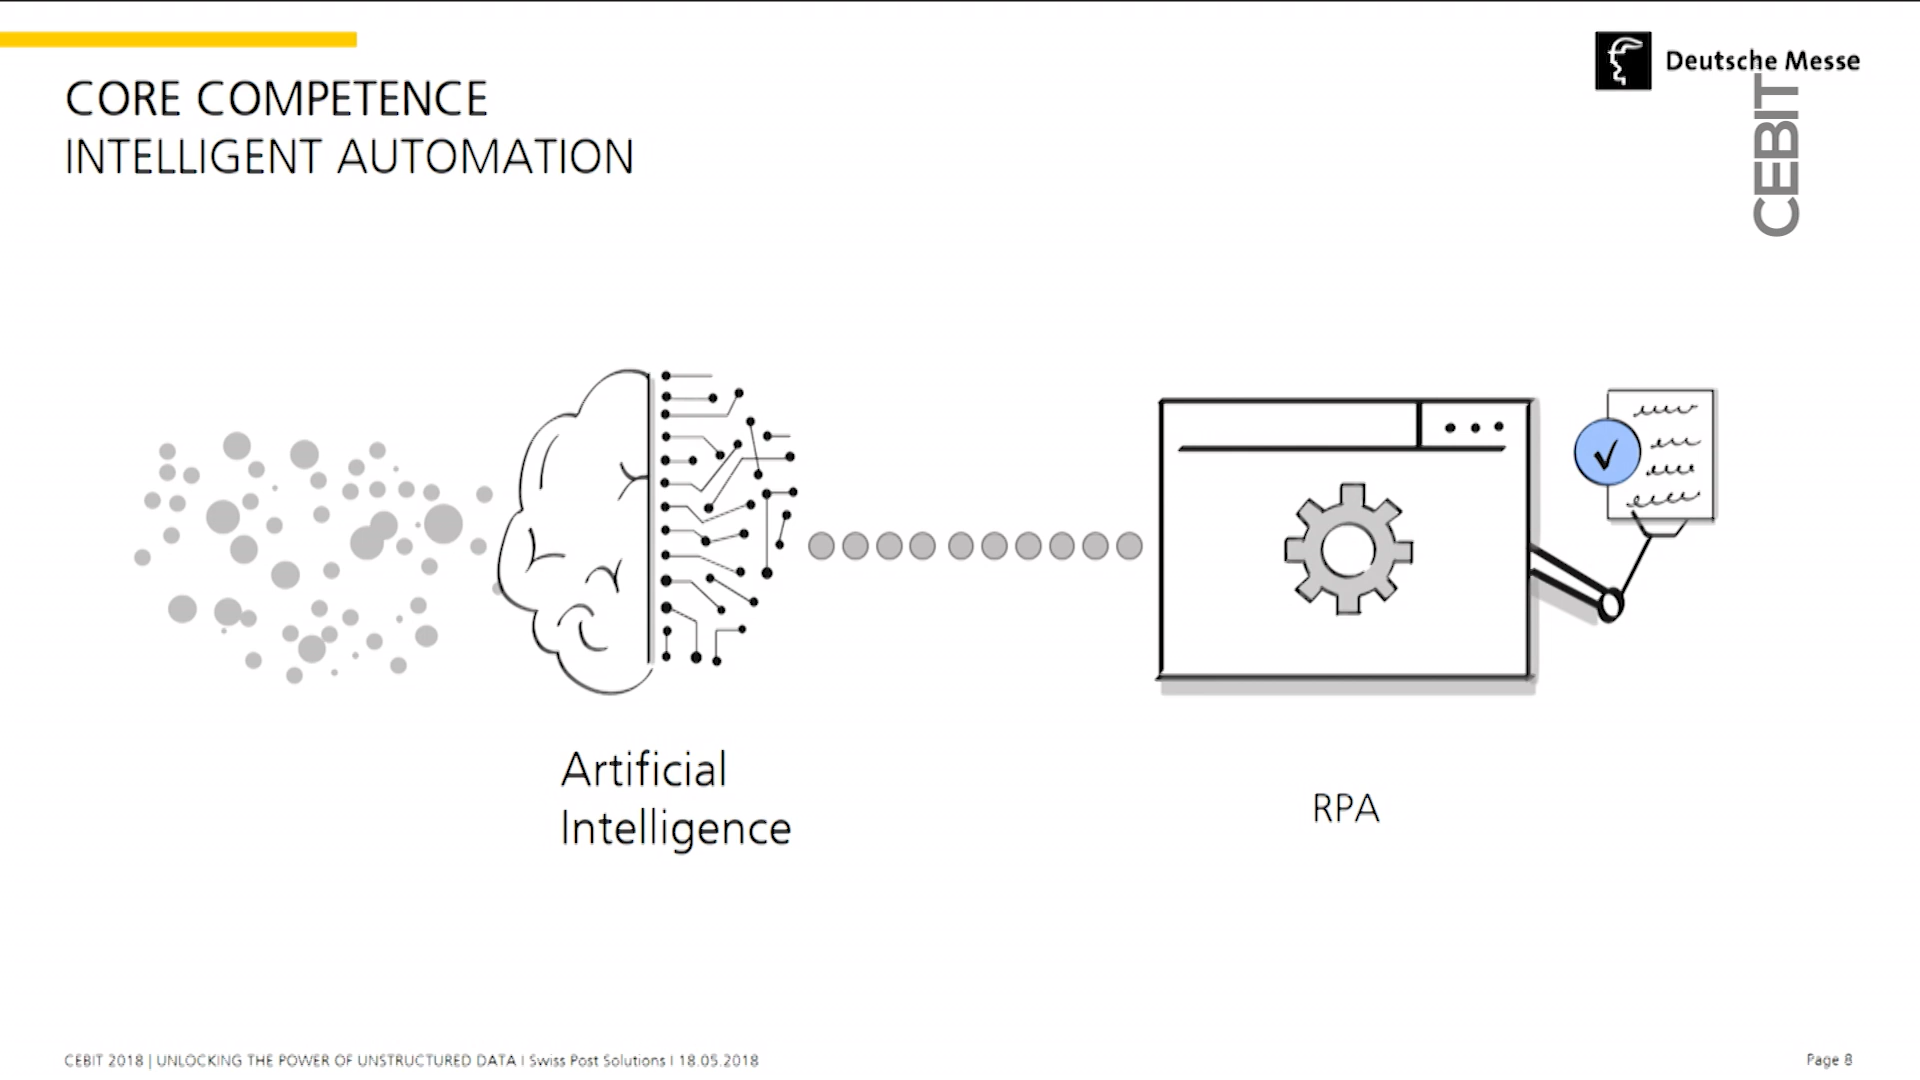 CORE COMPETENCE
INTELLIGENT AUTOMATION
Deutsche Messe
CEBIT
Artificial
Intelligence
RPA
CEBIT 2018 | UNLOCKING THE POWER OF UNSTRUCTURED DATA I Swiss Post Solutions I 18.05.2018
Page 8